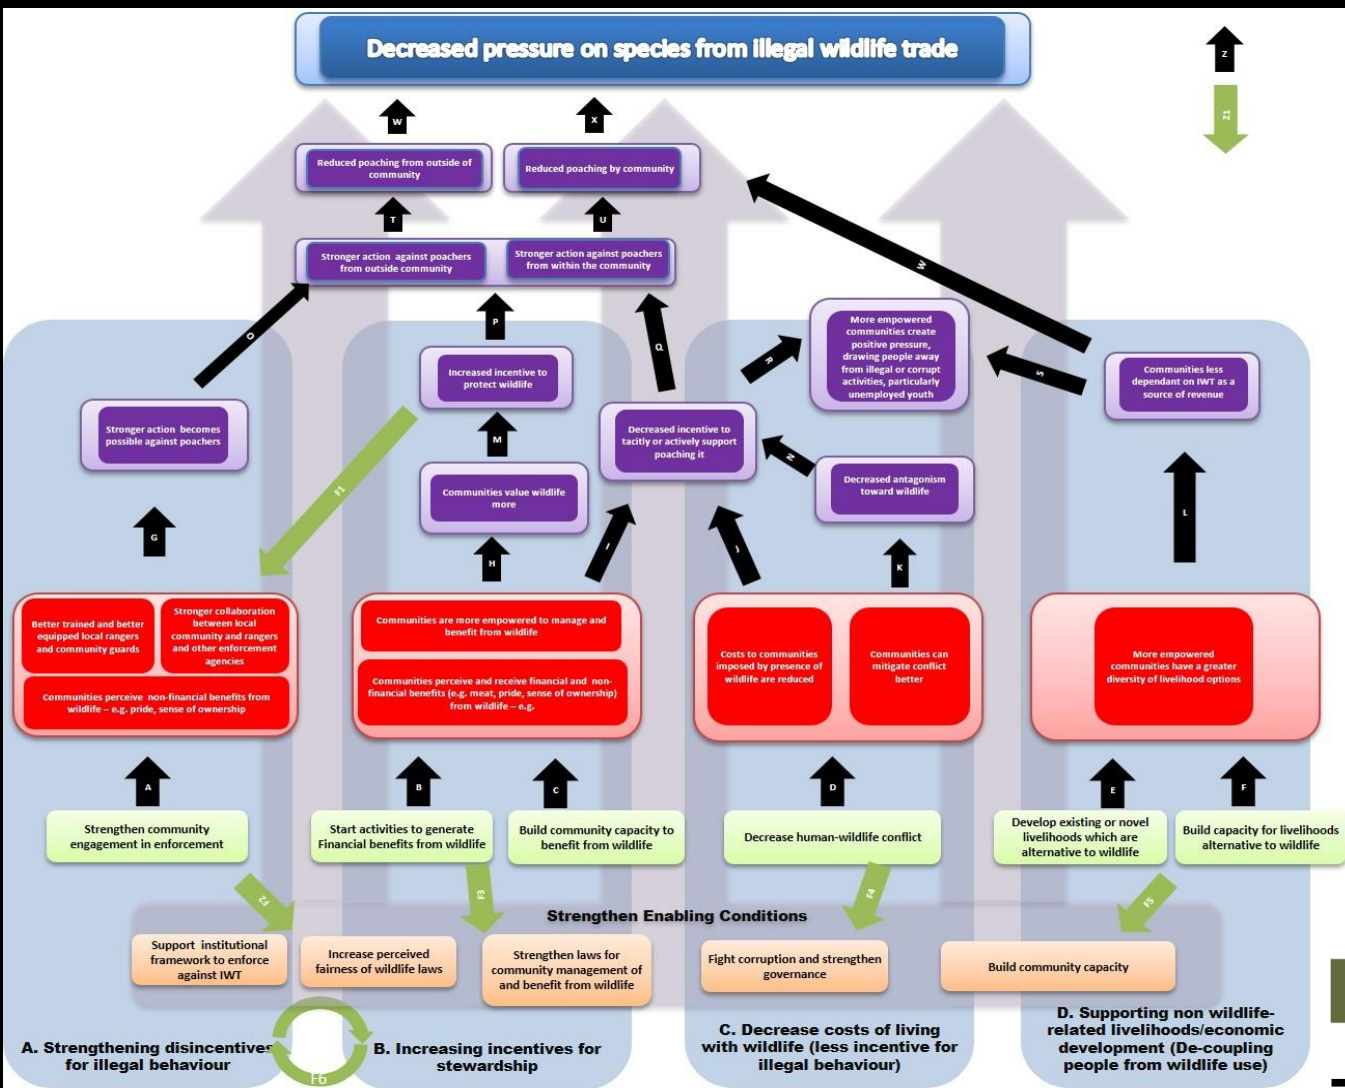 Decreased pressure on species from illegal wildlife trade
Z
Z1
W
X
Reduced poaching from outside of
community
Reduced poaching by community
T
U
Stronger action against poachers
from outside community
Stronger action against poachers
from within the community
W
O
P
Q
R
S
More empowered
communities create
positive pressure,
drawing people away
from illegal or corrupt
activities, particularly
unemployed youth
Communities less
dependant on IWT as a
source of revenue
Increased incentive to
protect wildlife
Stronger action becomes
possible against poachers
Decreased incentive to
tacitly or actively support
poaching it
M
N
F1
Communities value wildlife
more
Decreased antagonism
toward wildlife
G
H
I
J
K
L
Better trained and better
equipped local rangers
and community guards
Stronger collaboration
between local
community and rangers
and other enforcement
agencies
Communities perceive non-financial benefits from
wildlife – e.g. pride, sense of ownership
Communities are more empowered to manage and
benefit from wildlife
Communities perceive and receive financial and non-
financial benefits (e.g. meat, pride, sense of ownership)
from wildlife – e.g.
Costs to communities
imposed by presence of
wildlife are reduced
Communities can
mitigate conflict
better
More empowered
communities have a greater
diversity of livelihood options
A
B
C
D
E
F
Strengthen community
engagement in enforcement
Start activities to generate
Financial benefits from wildlife
Build community capacity to
benefit from wildlife
Decrease human-wildlife conflict
Develop existing or novel
livelihoods which are
alternative to wildlife
Build capacity for livelihoods
alternative to wildlife
F2
F3
F4
F5
Strengthen Enabling Conditions
Support institutional
framework to enforce
against IWT
Increase perceived
fairness of wildlife laws
Strengthen laws for
community management of
and benefit from wildlife
Fight corruption and strengthen
governance
Build community capacity
A. Strengthening disincentives
for illegal behaviour
F6
B. Increasing incentives for
stewardship
C. Decrease costs of living
with wildlife (less incentive for
illegal behaviour)
D. Supporting non wildlife-
related livelihoods/economic
development (De-coupling
people from wildlife use)